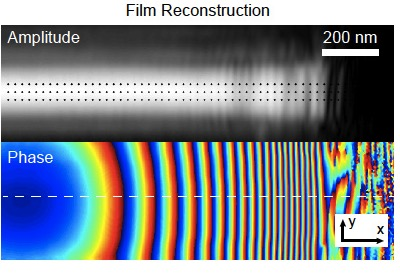 Film Reconstruction
Amplitude
200 nm
Phase
y
x